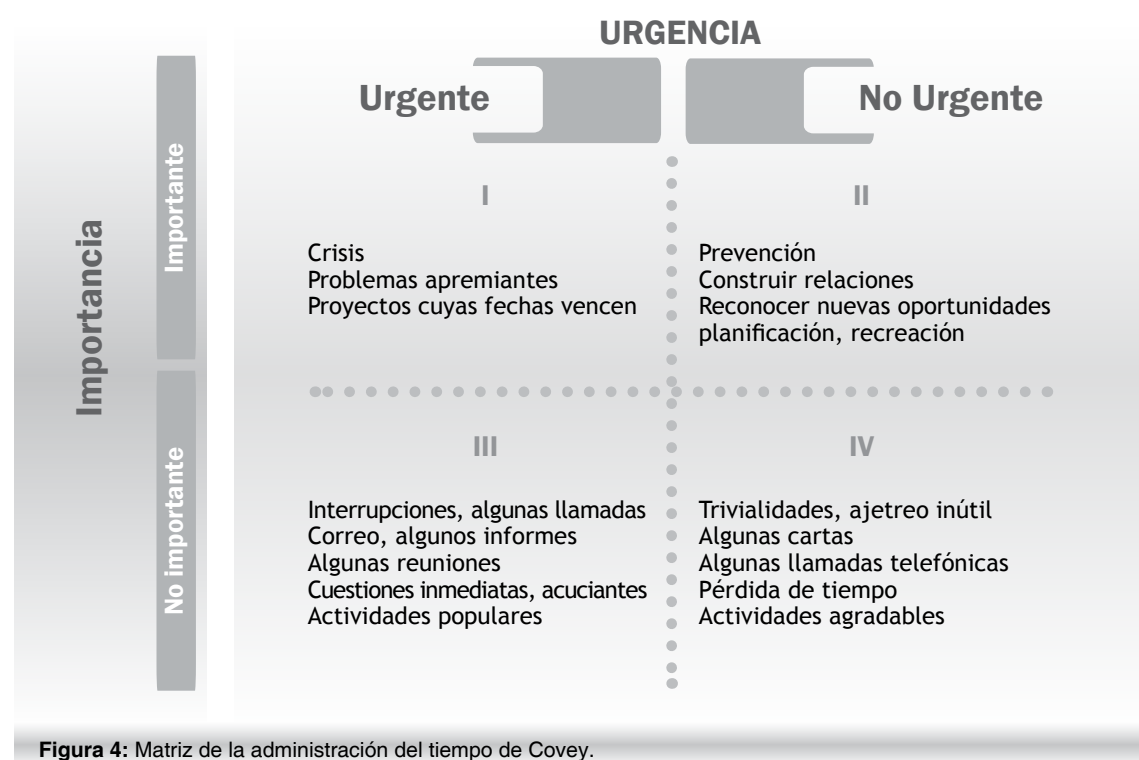 URGENCIA
Urgente
No Urgente
Importancia
Importante
No importante
I
Crisis
Problemas apremiantes
Proyectos cuyas fechas vencen
II
Prevención
Construir relaciones
Reconocer nuevas oportunidades
planificación, recreación
III
Interrupciones, algunas llamadas
Correo, algunos informes
Algunas reuniones
Cuestiones inmediatas, acuciantes
Actividades populares
IV
Trivialidades, ajetreo inútil
Algunas cartas
Algunas llamadas telefónicas
Pérdida de tiempo
Actividades agradables
Figura 4: Matriz de la administración del tiempo de Covey.